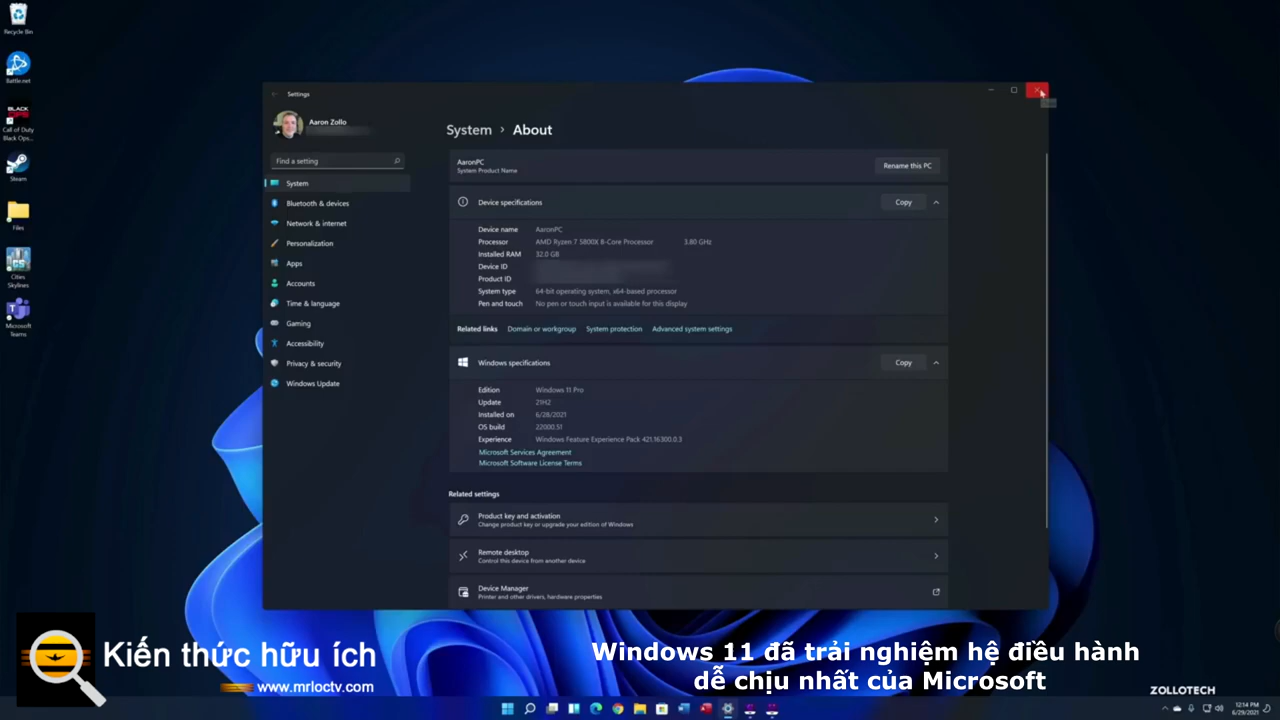 Recycle Bin
Battle.net
Call of Duty
Black Ops...
Steam
Files
Cities
Skylines
Microsoft
Teams
Settings
Aaron Zollo
Find a setting
System
Bluetooth & devices
Network & internet
Personalization
Apps
Accounts
Time & language
Gaming
Accessibility
Privacy & security
Windows Update
System › About
AaronPC
System Product Name
Rename this PC
Device specifications
Copy
Device name AaronPC
Processor AMD Ryzen 7 5800X 8-Core Processor 3.80 GHz
Installed RAM 32.0 GB
Device ID
Product ID
System type 64-bit operating system, x64-based processor
Pen and touch No pen or touch input is available for this display
Related links Domain or workgroup System protection Advanced system settings
Windows specifications
Copy
Edition Windows 11 Pro
Update 21H2
Installed on 6/28/2021
OS build 22000.51
Experience Windows Feature Experience Pack 421.16300.0.3
Microsoft Services Agreement
Microsoft Software License Terms
Related settings
Product key and activation
Change product key or upgrade your edition of Windows
Remote desktop
Control this device from another device
Device Manager
Printer and other drivers, hardware properties
Kiến thức hữu ích
www.mrloctv.com
Windows 11 đã trải nghiệm hệ điều hành
dễ chịu nhất của Microsoft
ZOLLOTECH
12:14 PM
6/29/2021